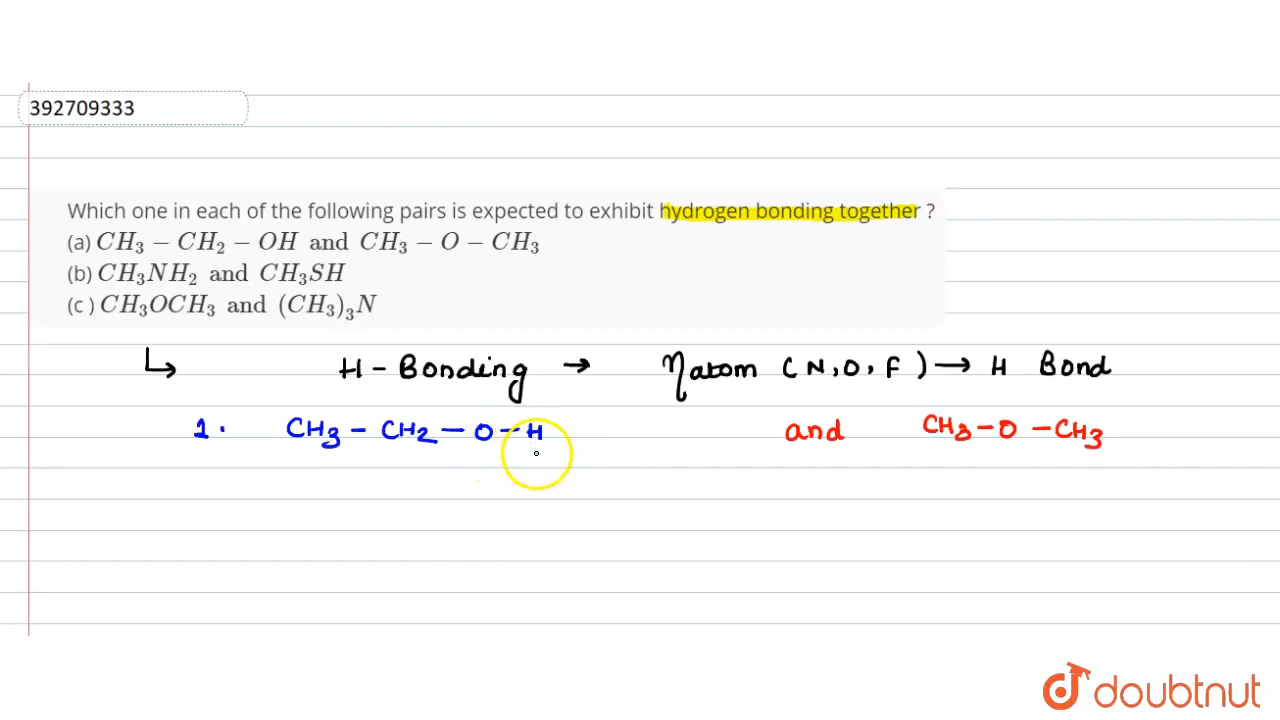 392709333
Which one in each of the following pairs is expected to exhibit hydrogen bonding together ?
(a) CH₃ − CH₂ − OH and CH₃ − O − CH₃
(b) CH₃NH₂ and CH₃SH
(c ) CH₃OCH₃ and (CH₃)₃N
↳ H - Bonding → ηatom (N, O, F) → H Bond
1. CH₃ - CH₂ - O - H and CH₃ - O - CH₃
doubtnut